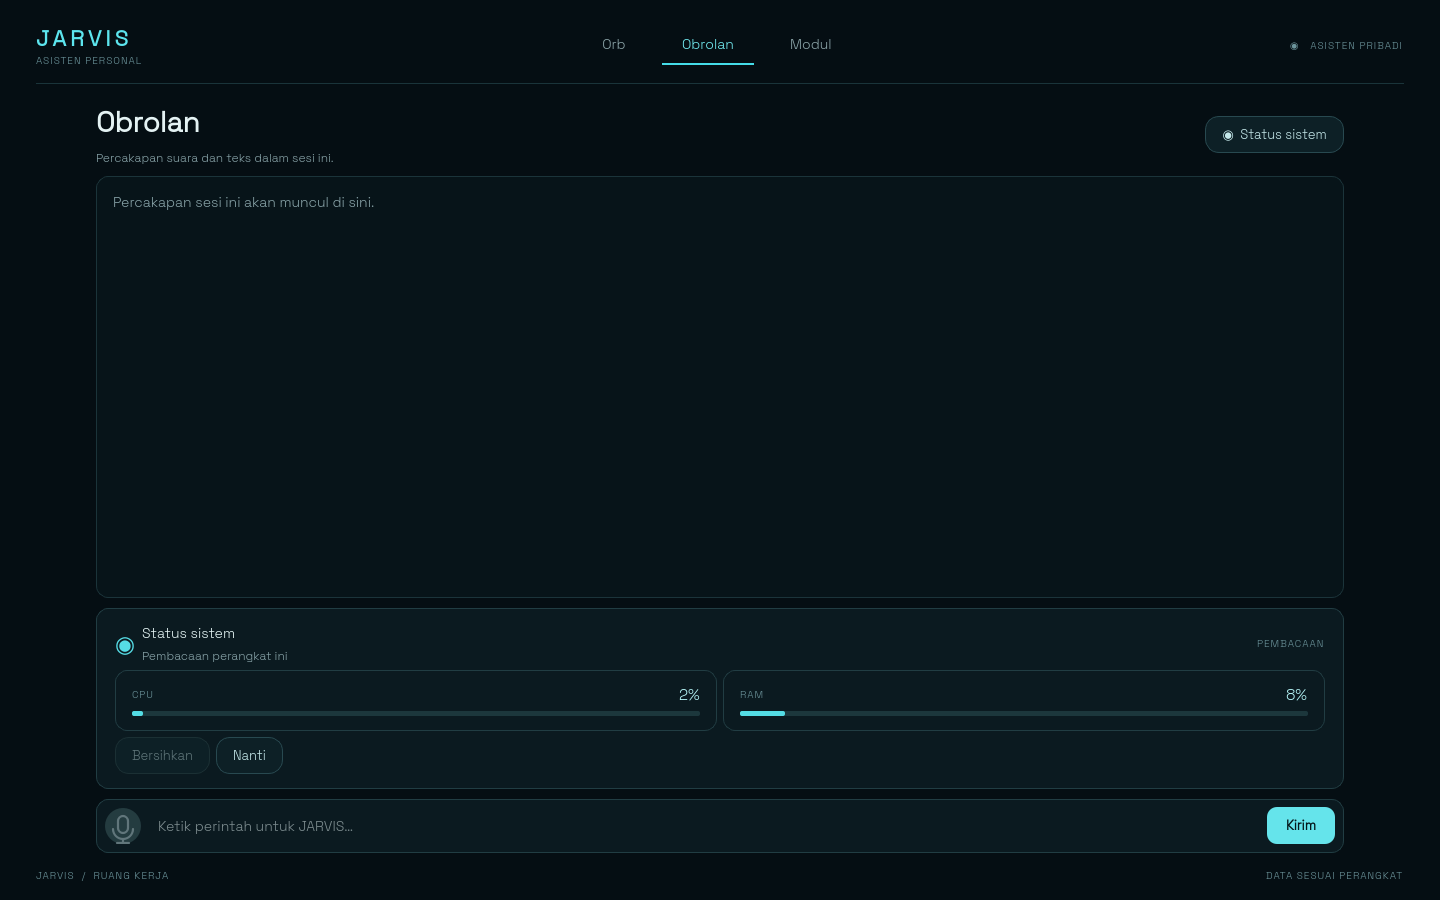 JARVIS
ASISTEN PERSONAL
Orb
Obrolan
Modul
ASISTEN PRIBADI
Obrolan
Percakapan suara dan teks dalam sesi ini.
Status sistem
Percakapan sesi ini akan muncul di sini.
Status sistem
Pembacaan perangkat ini
PEMBACAAN
CPU
2%
RAM
8%
Bersihkan
Nanti
Ketik perintah untuk JARVIS...
Kirim
JARVIS / RUANG KERJA
DATA SESUAI PERANGKAT